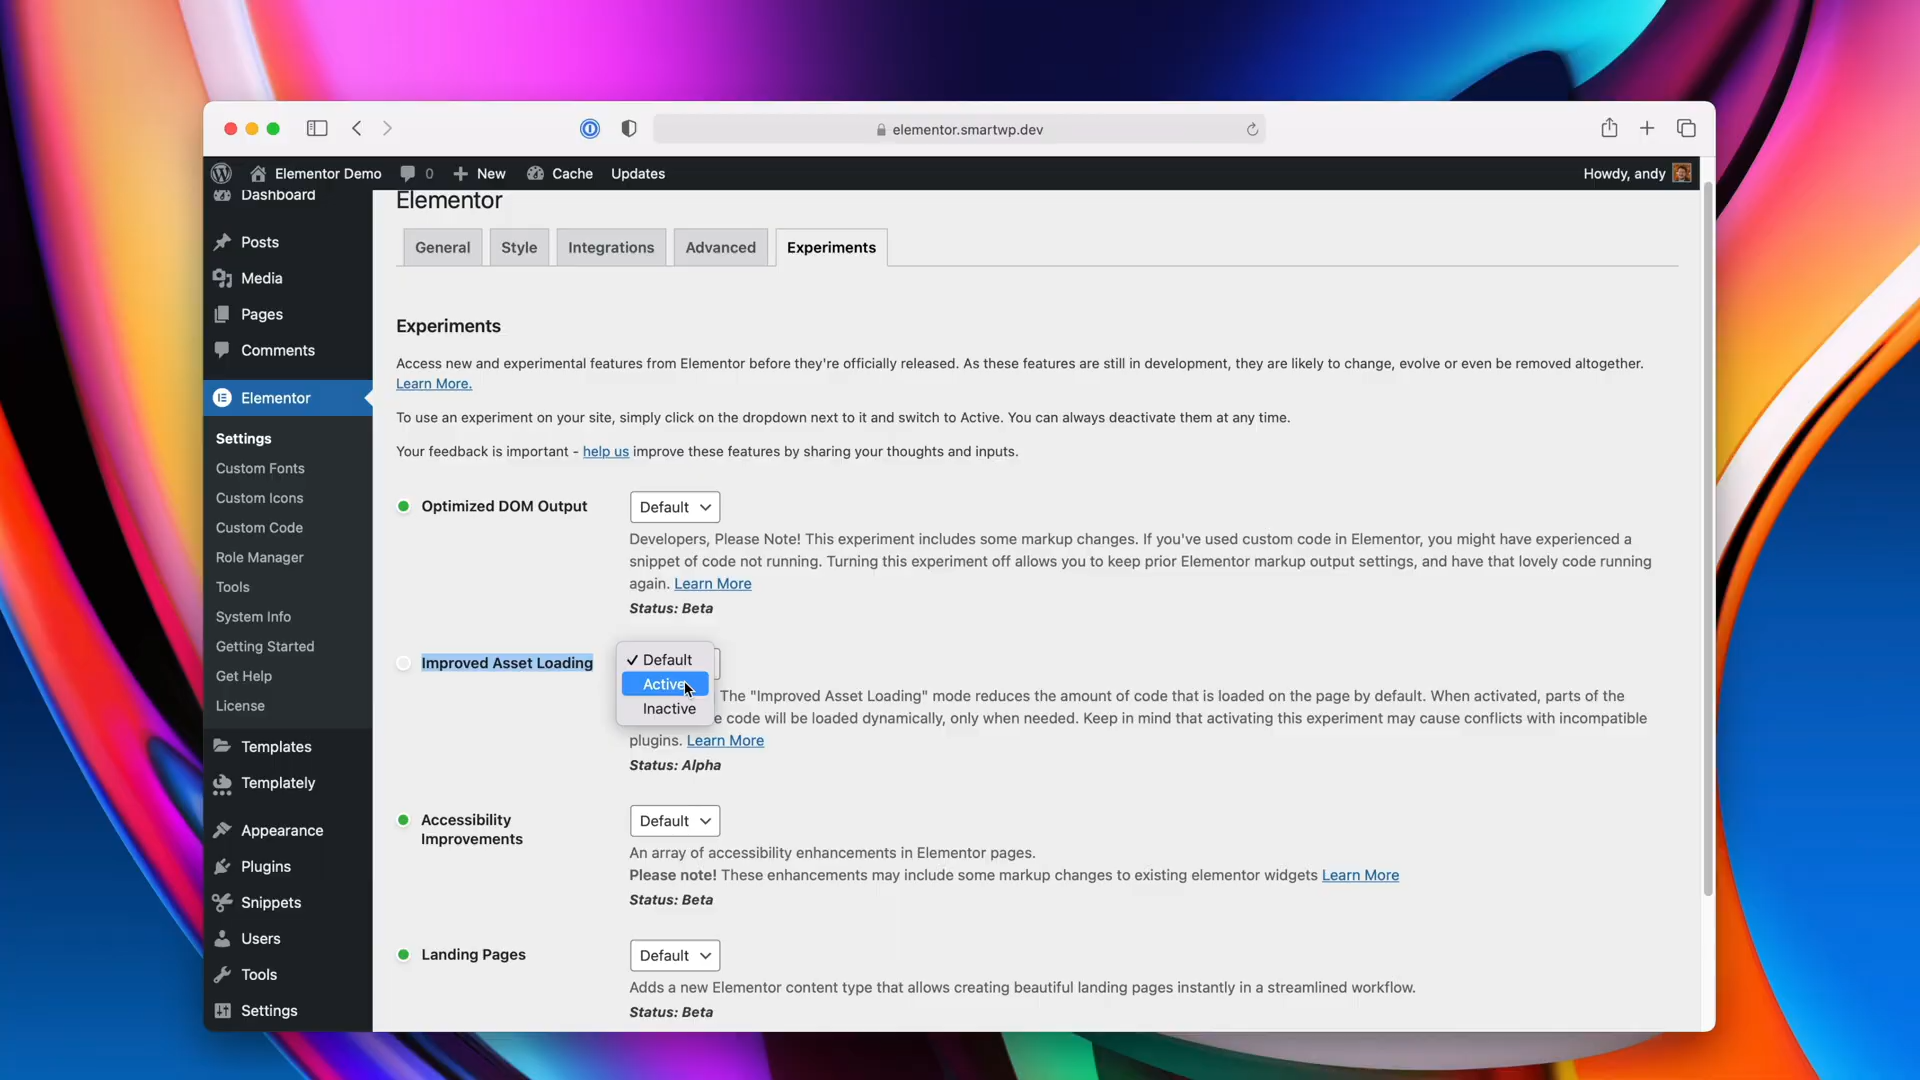 elementor.smartwp.dev
Elementor Demo 0 New Cache Updates Howdy, andy
Dashboard
Posts
Media
Pages
Comments
Elementor
Settings
Custom Fonts
Custom Icons
Custom Code
Role Manager
Tools
System Info
Getting Started
Get Help
License
Templates
Templately
Appearance
Plugins
Snippets
Users
Tools
Settings
Elementor
General Style Integrations Advanced Experiments
Experiments
Access new and experimental features from Elementor before they're officially released. As these features are still in development, they are likely to change, evolve or even be removed altogether.
Learn More.
To use an experiment on your site, simply click on the dropdown next to it and switch to Active. You can always deactivate them at any time.
Your feedback is important - help us improve these features by sharing your thoughts and inputs.
Optimized DOM Output Default
Developers, Please Note! This experiment includes some markup changes. If you've used custom code in Elementor, you might have experienced a
snippet of code not running. Turning this experiment off allows you to keep prior Elementor markup output settings, and have that lovely code running
again. Learn More
Status: Beta
Improved Asset Loading
Default
Active
Inactive
The "Improved Asset Loading" mode reduces the amount of code that is loaded on the page by default. When activated, parts of the
code will be loaded dynamically, only when needed. Keep in mind that activating this experiment may cause conflicts with incompatible
plugins. Learn More
Status: Alpha
Accessibility
Improvements
Default
An array of accessibility enhancements in Elementor pages.
Please note! These enhancements may include some markup changes to existing elementor widgets Learn More
Status: Beta
Landing Pages Default
Adds a new Elementor content type that allows creating beautiful landing pages instantly in a streamlined workflow.
Status: Beta